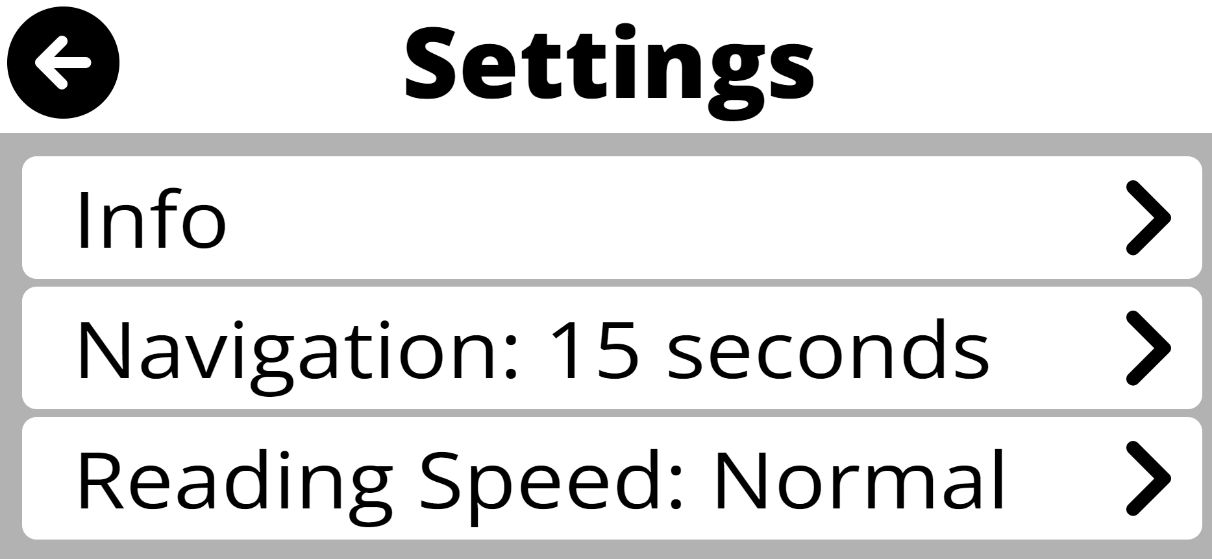 Settings
Info
Navigation: 15 seconds
Reading Speed: Normal